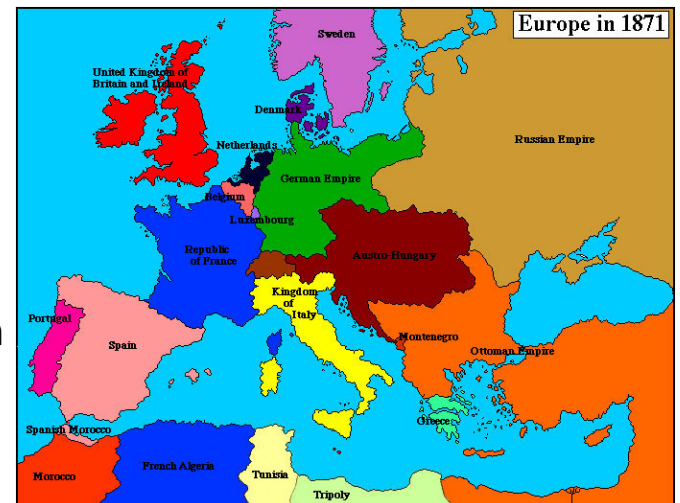 Europe in 1871
Sweden
United Kingdom of
Britain and Ireland
Denmark
Russian Empire
Netherlands
German Empire
Belgium
Luxembourg
Republic
of France
Austro-Hungary
Kingdom
of
Italy
Portugal
Spain
Montenegro
Ottoman Empire
Spanish Morocco
Greece
Morocco
French Algeria
Tunisia
Tripoly